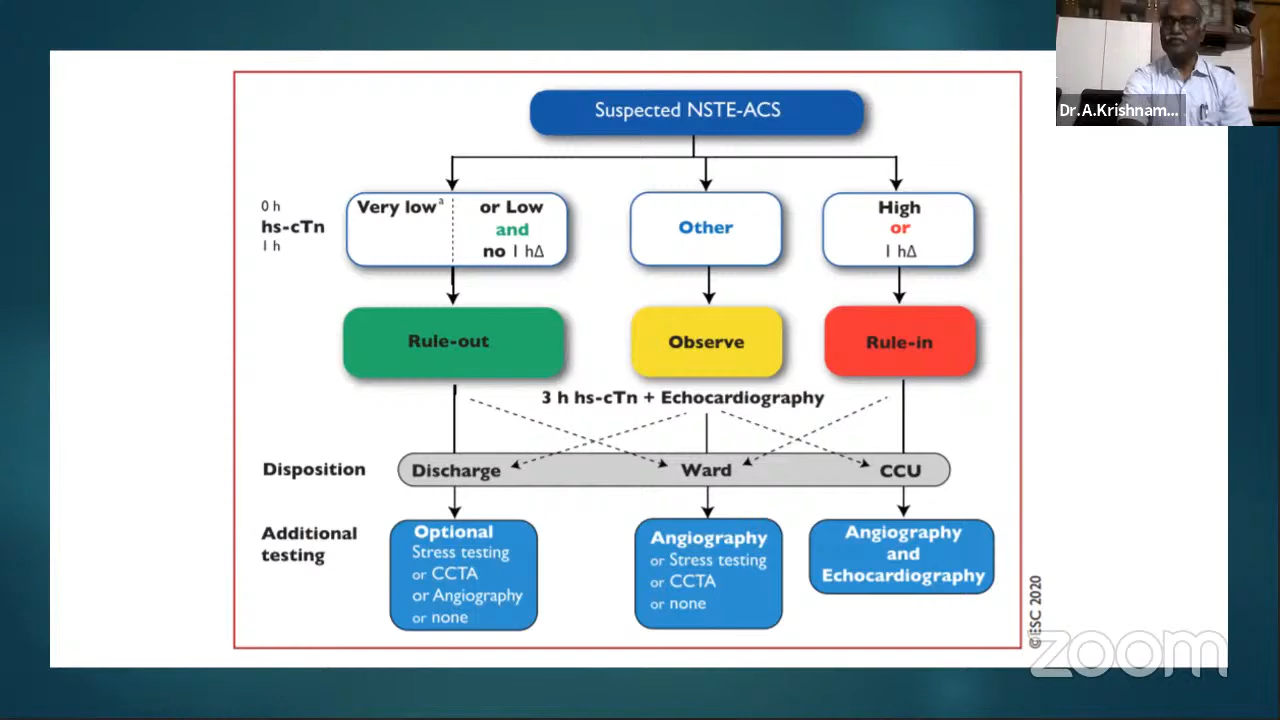 Dr.A.Krishnam...
Suspected NSTE-ACS
0 h
hs-cTn
1 h
Very low a
or Low
and
no 1 hΔ
Other
High
or
1 hΔ
Rule-out
Observe
Rule-in
3 h hs-cTn + Echocardiography
Disposition
Discharge
Ward
CCU
Additional
testing
Optional
Stress testing
or CCTA
or Angiography
or none
Angiography
or Stress testing
or CCTA
or none
Angiography
and
Echocardiography
©ESC 2020
zoom